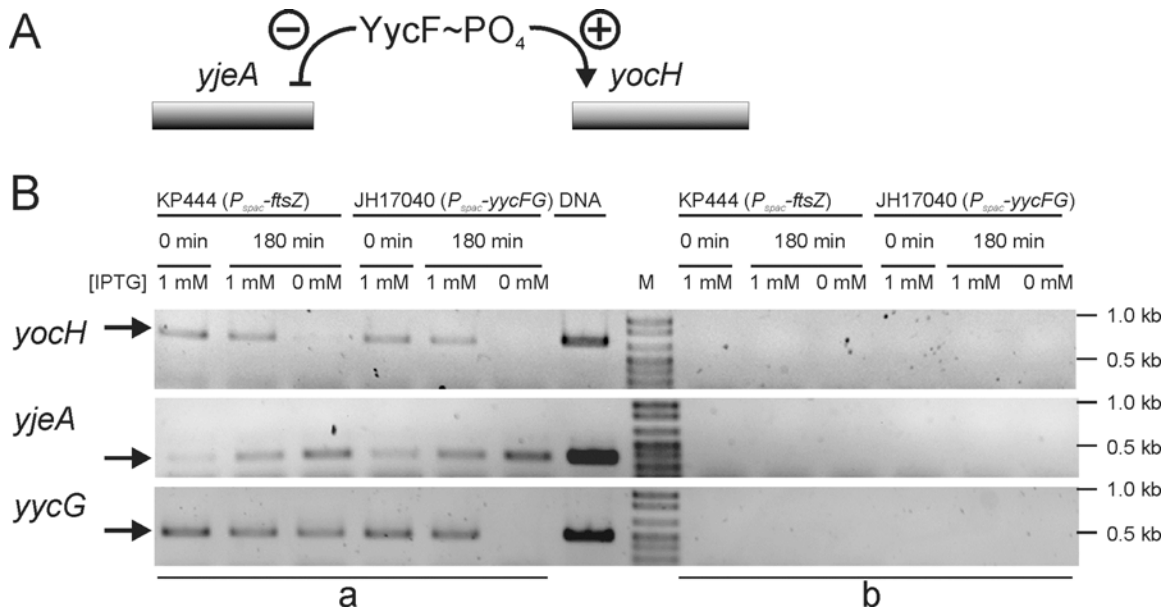 A
− YycF~PO4 +
yjeA yocH
B
KP444 (Pspac-ftsZ) JH17040 (Pspac-yycFG) DNA KP444 (Pspac-ftsZ) JH17040 (Pspac-yycFG)
0 min 180 min 0 min 180 min 0 min 180 min 0 min 180 min
[IPTG] 1 mM 1 mM 0 mM 1 mM 1 mM 0 mM M 1 mM 1 mM 0 mM 1 mM 1 mM 0 mM
yocH 1.0 kb
0.5 kb
yjeA 1.0 kb
0.5 kb
yycG 1.0 kb
0.5 kb
a b